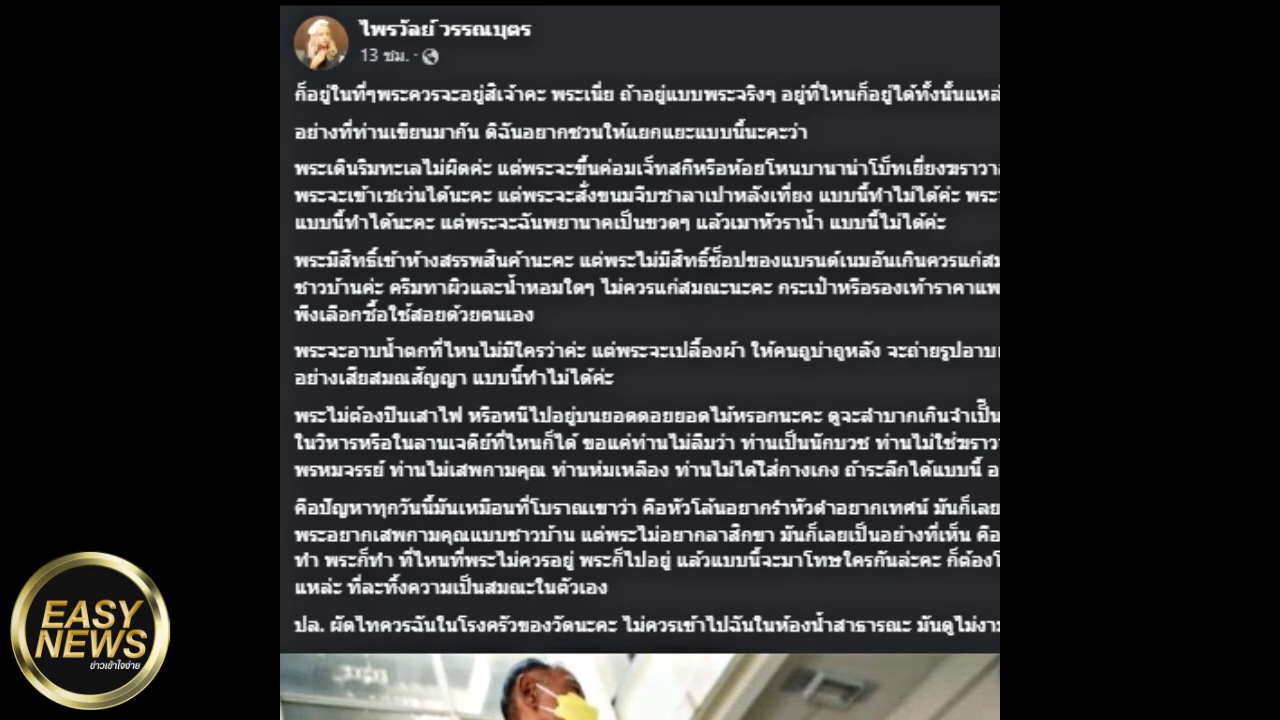 ไพรวัลย์ วรรณบุตร
13 ชม. ·
ก็อยู่ในที่ๆพระควรจะอยู่สิเจ้าคะ พระเนี่ย ถ้าอยู่แบบพระจริงๆ อยู่ที่ไหนก็อยู่ได้ทั้งนั้นแหล่
อย่างที่ท่านเขียนมากัน ดิฉันอยากชวนให้แยกแยะแบบนี้นะคะว่า
พระเดินริมทะเลไม่ผิดค่ะ แต่พระจะขึ้นค่อมเจ็ทสกีหรือห้อยโหนบานาน่าโบ็ทเยี่ยงฆราวา
พระจะเข้าเซเว่นได้นะคะ แต่พระจะสั่งขนมจีบซาลาเปาหลังเที่ยง แบบนี้ทำไม่ได้ค่ะ พระ
แบบนี้ทำได้นะคะ แต่พระจะฉันพยานาคเป็นขวดๆ แล้วเมาหัวราน้ำ แบบนี้ไม่ได้ค่ะ
พระมีสิทธิ์เข้าห้างสรรพสินค้านะคะ แต่พระไม่มีสิทธิ์ช็อปของแบรนด์เนมอันเกินควรแก่สม
ชาวบ้านค่ะ ครีมทาผิวและน้ำหอมใดๆ ไม่ควรแก่สมณะนะคะ กระเป๋าหรือรองเท้าราคาแพ
พึงเลือกซื้อใช้สอยด้วยตนเอง
พระจะอาบน้ำตกที่ไหนไม่มีใครว่าค่ะ แต่พระจะเปลื้องผ้า ให้คนถูบ่าถูหลัง จะถ่ายรูปอาบ
อย่างเสียสมณสัญญา แบบนี้ทำไม่ได้ค่ะ
พระไม่ต้องปีนเสาไฟ หรือหนีไปอยู่บนยอดดอยยอดไม้หรอกนะคะ ดูจะลำบากเกินจำเป็น
ในวิหารหรือในลานเจดีย์ที่ไหนก็ได้ ขอแค่ท่านไม่ลืมว่า ท่านเป็นนักบวช ท่านไม่ใช่ฆราว
พรหมจรรย์ ท่านไม่เสพกามคุณ ท่านห่มเหลือง ท่านไม่ได้ใส่กางเกง ถ้าระลึกได้แบบนี้ อ
คือปัญหาทุกวันนี้มันเหมือนที่โบราณเขาว่า คือหัวโล้นอยากรำหัวดำอยากเทศน์ มันก็เลย
พระอยากเสพกามคุณแบบชาวบ้าน แต่พระไม่อยากลาสิกขา มันก็เลยเป็นอย่างที่เห็น คือ
ทำ พระก็ทำ ที่ไหนที่พระไม่ควรอยู่ พระก็ไปอยู่ แล้วแบบนี้จะมาโทษใครกันล่ะคะ ก็ต้องโ
แหล่ะ ที่ละทิ้งความเป็นสมณะในตัวเอง
ปล. ผัดไทควรฉันในโรงครัวของวัดนะคะ ไม่ควรเข้าไปฉันในห้องน้ำสาธารณะ มันดูไม่งา
EASY
NEWS
ข่าวเข้าใจง่าย